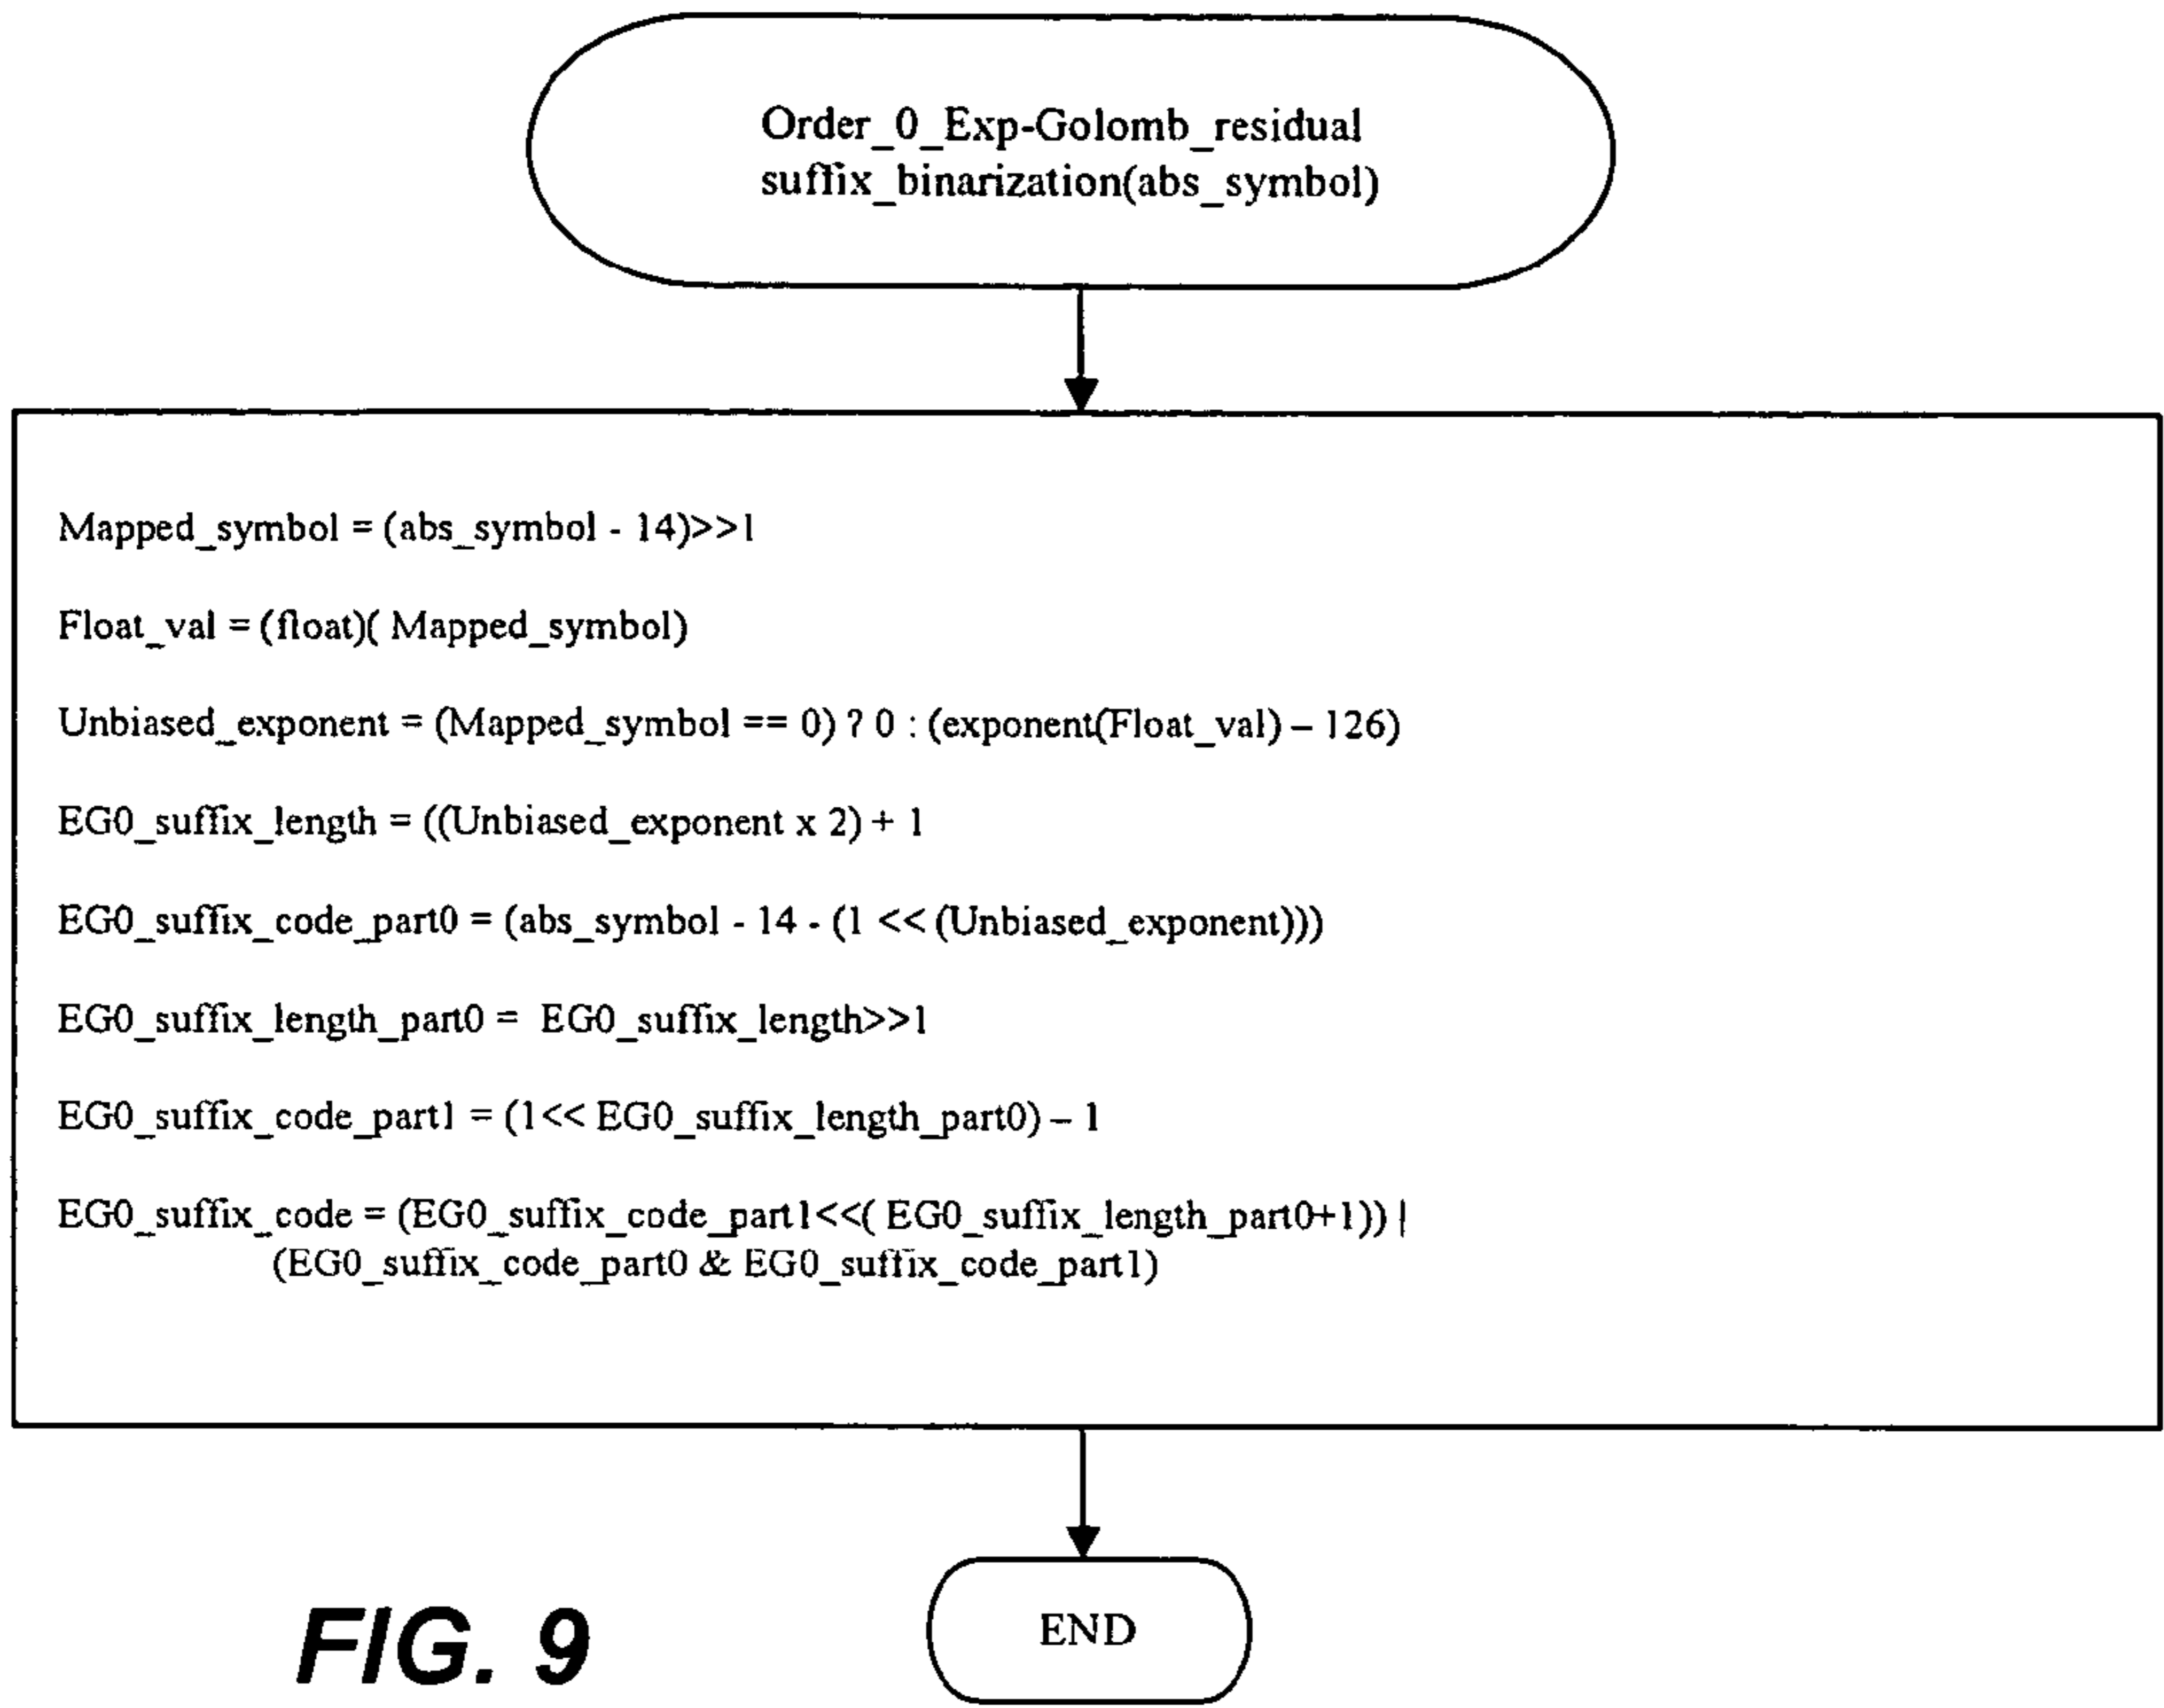 Order_0_Exp-Golomb_residual
suffix_binarization(abs_symbol)
Mapped_symbol = (abs_symbol - 14)>>1
Float_val = (float)( Mapped_symbol)
Unbiased_exponent = (Mapped_symbol == 0) ? 0 : (exponent(Float_val) – 126)
EG0_suffix_length = ((Unbiased_exponent x 2) + 1
EG0_suffix_code_part0 = (abs_symbol - 14 - (1 << (Unbiased_exponent)))
EG0_suffix_length_part0 = EG0_suffix_length>>1
EG0_suffix_code_part1 = (1<< EG0_suffix_length_part0) – 1
EG0_suffix_code = (EG0_suffix_code_part1<<( EG0_suffix_length_part0+1)) |
(EG0_suffix_code_part0 & EG0_suffix_code_part1)
END
FIG. 9